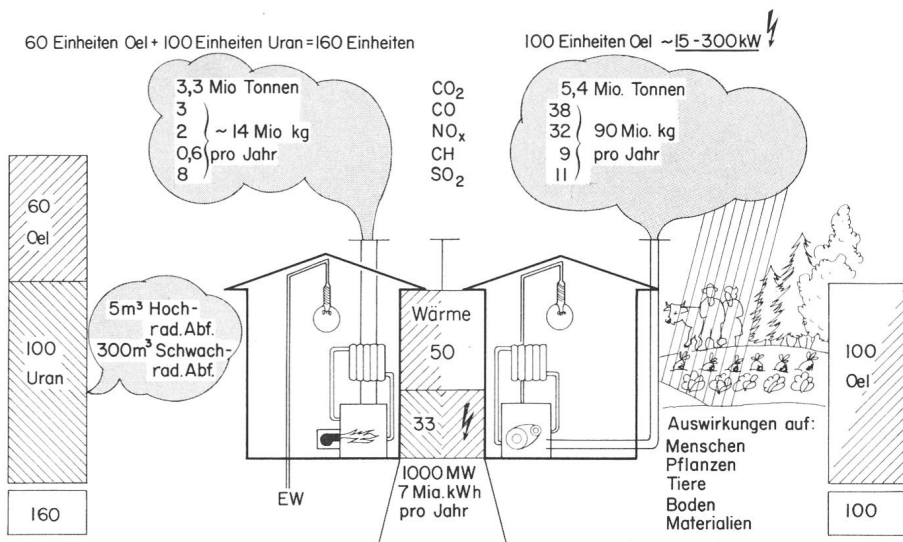 60 Einheiten Oel + 100 Einheiten Uran = 160 Einheiten
100 Einheiten Oel ~15-300kW
3,3 Mio Tonnen
3
2 ~ 14 Mio kg
0,6 pro Jahr
8
CO₂
CO
NOₓ
CH
SO₂
5,4 Mio. Tonnen
38
32 90 Mio. kg
9 pro Jahr
11
60
Oel
100
Uran
160
5m³ Hoch-
rad.Abf.
300m³ Schwach-
rad.Abf.
EW
Wärme
50
33
1000 MW
7 Mia.kWh
pro Jahr
Auswirkungen auf:
Menschen
Pflanzen
Tiere
Boden
Materialien
100
Oel
100